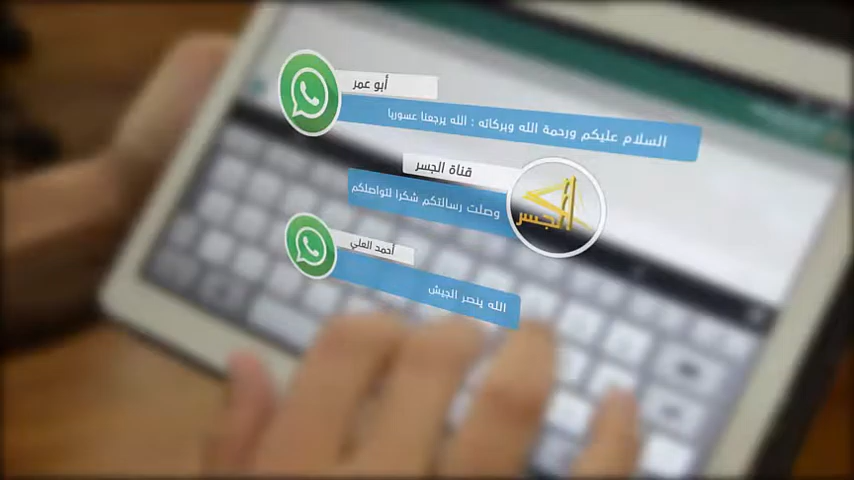 أبو عمر
السلام عليكم ورحمة الله وبركاته : الله يرجعنا عسوريا
قناة الجسر
وصلت رسالتكم شكرا لتواصلكم
الجسر
أحمد العلي
الله ينصر الجيش